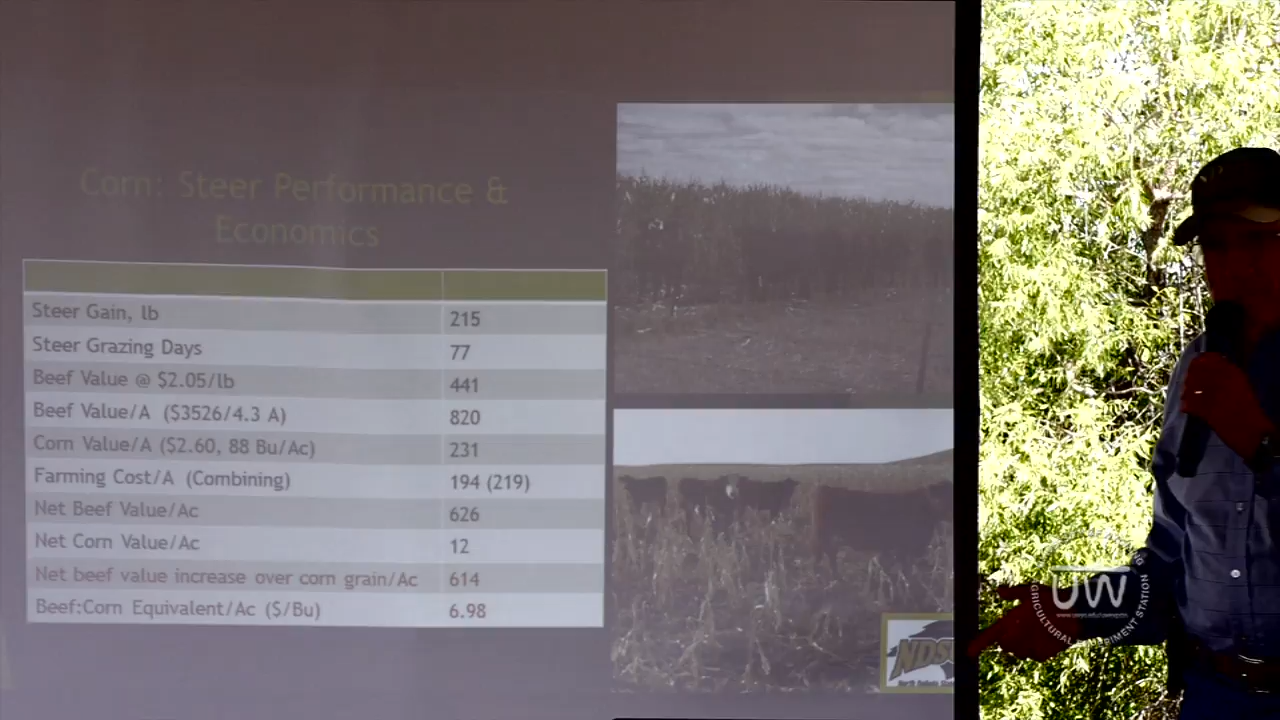 Corn: Steer Performance &
Economics
Steer Gain, lb 215
Steer Grazing Days 77
Beef Value @ $2.05/lb 441
Beef Value/A ($3526/4.3 A) 820
Corn Value/A ($2.60, 88 Bu/Ac) 231
Farming Cost/A (Combining) 194 (219)
Net Beef Value/Ac 626
Net Corn Value/Ac 12
Net beef value increase over corn grain/Ac 614
Beef:Corn Equivalent/Ac ($/Bu) 6.98
NDS
North Dakota
UW
AGRICULTURAL EXPERIMENT STATION